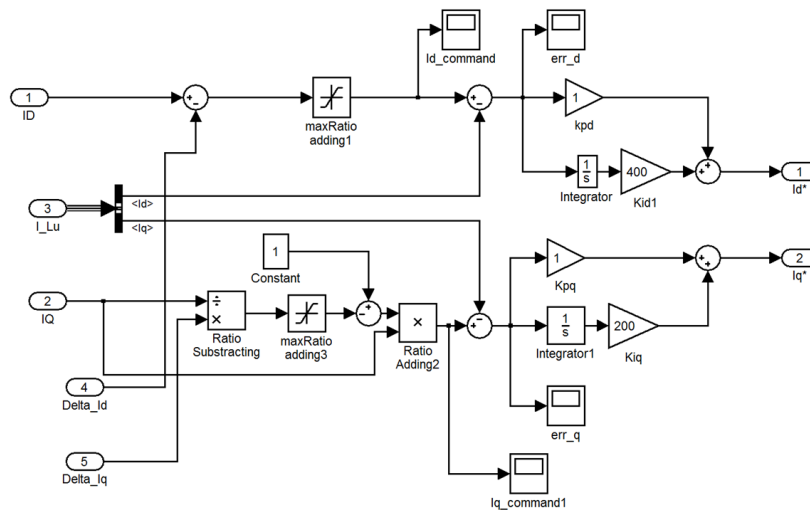 Id_command
err_d
1
ID
maxRatio
adding1
1
kpd
1
s
Integrator
400
Kid1
1
Id*
3
I_Lu
<Id>
<Iq>
1
Constant
2
IQ
÷
×
Ratio
Substracting
maxRatio
adding3
×
Ratio
Adding2
1
Kpq
2
Iq*
1
s
Integrator1
200
Kiq
4
Delta_Id
err_q
5
Delta_Iq
Iq_command1